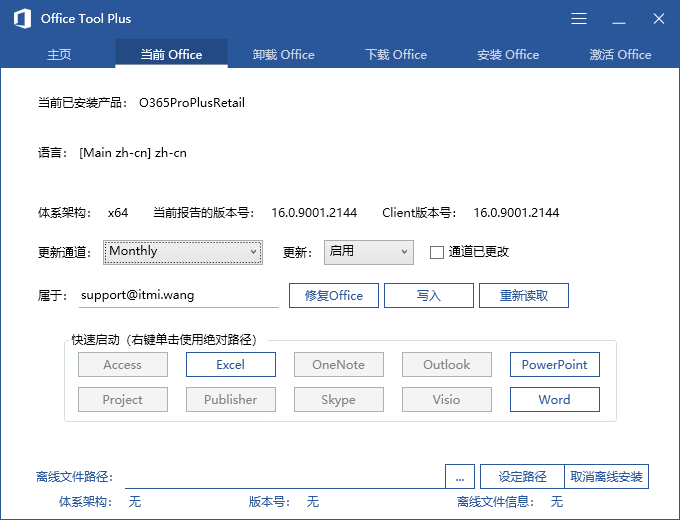 Office Tool Plus
主页 当前 Office 卸载 Office 下载 Office 安装 Office 激活 Office
当前已安装产品： O365ProPlusRetail
语言： [Main zh-cn] zh-cn
体系架构： x64 当前报告的版本号： 16.0.9001.2144 Client版本号： 16.0.9001.2144
更新通道： Monthly 更新： 启用 通道已更改
属于： support@itmi.wang 修复Office 写入 重新读取
快速启动（右键单击使用绝对路径）
Access Excel OneNote Outlook PowerPoint
Project Publisher Skype Visio Word
离线文件路径： ... 设定路径 取消离线安装
体系架构： 无 版本号： 无 离线文件信息： 无